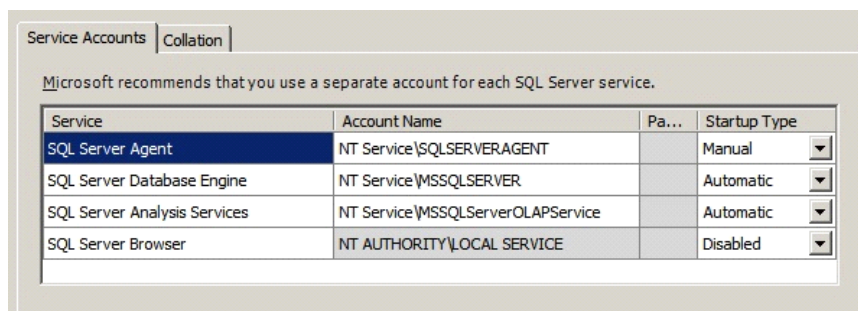 Service Accounts Collation
Microsoft recommends that you use a separate account for each SQL Server service.
Service Account Name Pa... Startup Type
SQL Server Agent NT Service\SQLSERVERAGENT Manual
SQL Server Database Engine NT Service\MSSQLSERVER Automatic
SQL Server Analysis Services NT Service\MSSQLServerOLAPService Automatic
SQL Server Browser NT AUTHORITY\LOCAL SERVICE Disabled